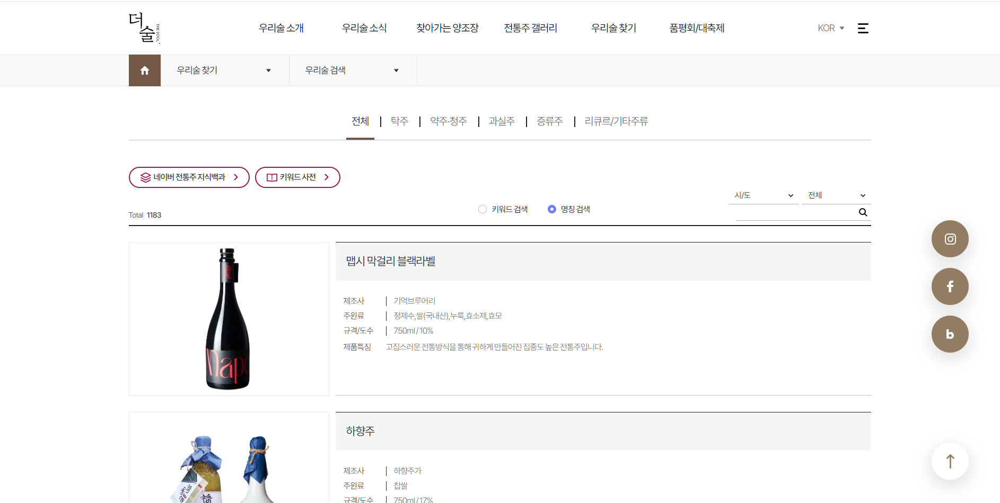 더술
THE SOOL.
우리술 소개
우리술 소식
찾아가는 양조장
전통주 갤러리
우리술 찾기
품평회/대축제
KOR
우리술 찾기
우리술 검색
전체
탁주
약주·청주
과실주
증류주
리큐르/기타주류
네이버 전통주 지식백과
키워드 사전
시/도
전체
키워드 검색
명칭 검색
Total 1183
맵시 막걸리 블랙라벨
제조사 기억브루어리
주원료 정제수,쌀(국내산),누룩,효소제,효모
규격/도수 750ml / 10%
제품특징 고집스러운 전통방식을 통해 귀하게 만들어진 집중도 높은 전통주입니다.
하향주
제조사 하향주가
주원료 찹쌀
규격/도수 750ml / 17%